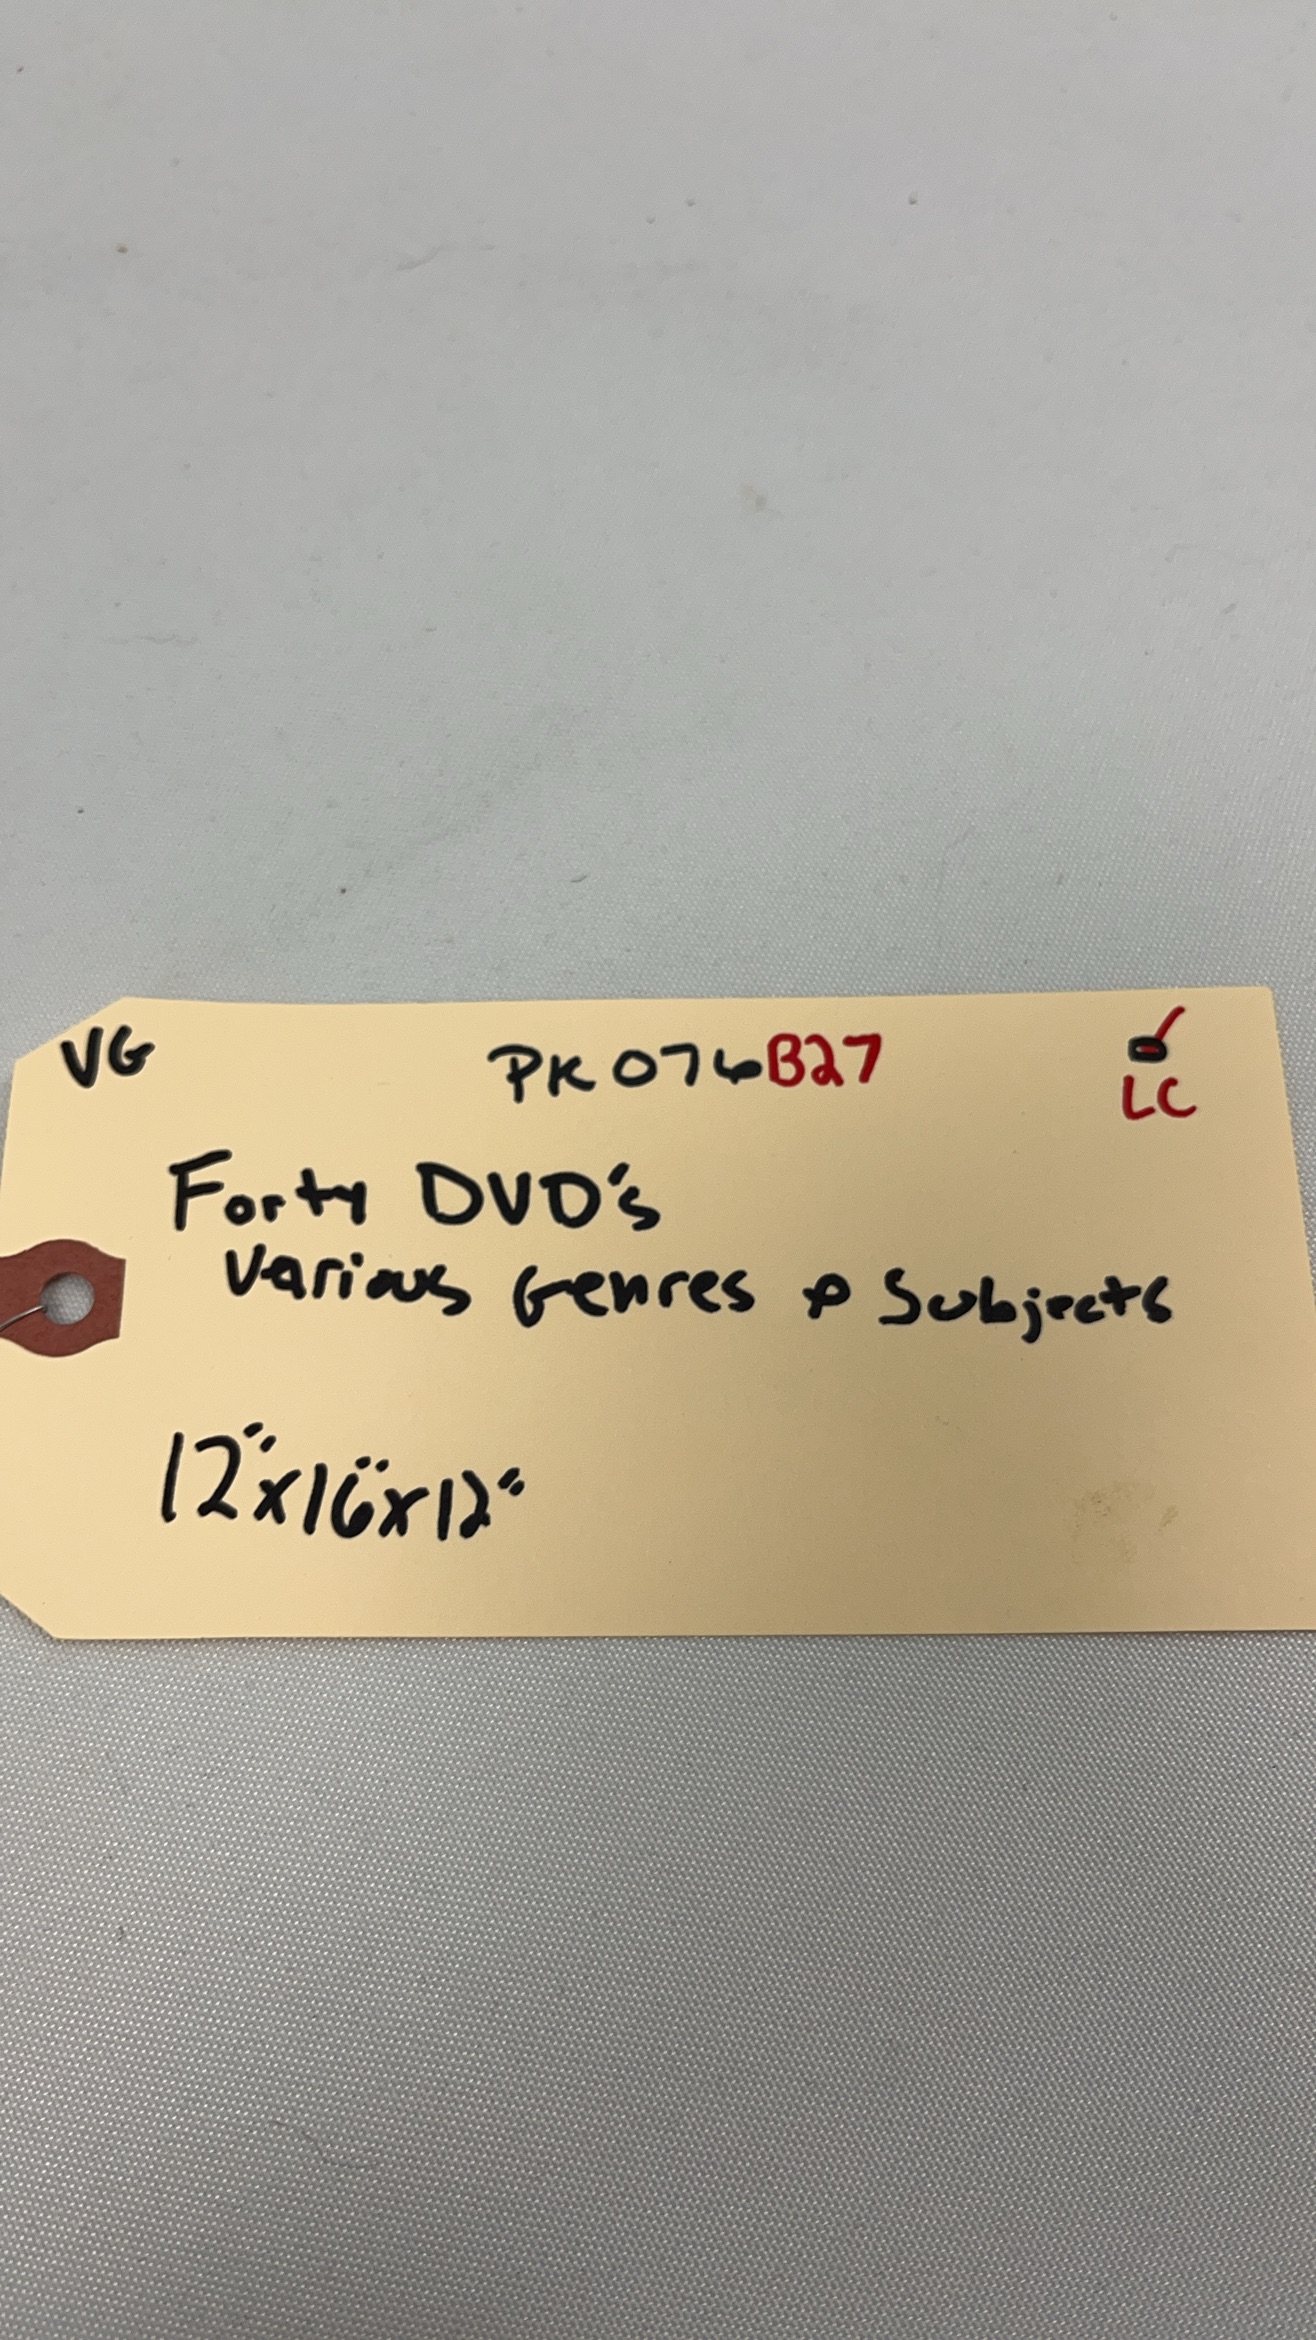 VG PK076B27
LC
Forty DVD's
Various Genres & Subjects
12"x16"x12"